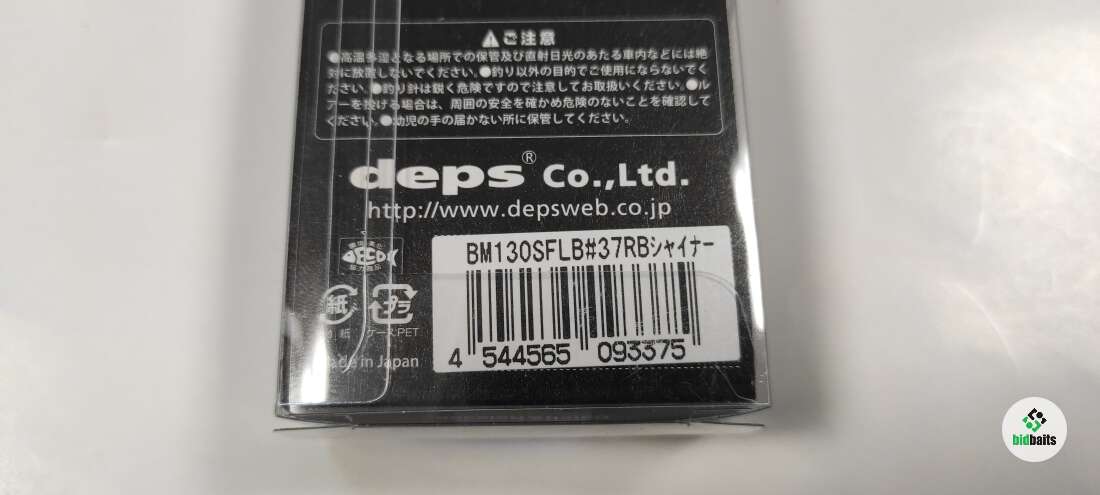 ご注意
●高温多湿となる場所での保管及び直射日光のあたる車内などには絶
対に放置しないでください。●釣り以外の目的でご使用にならないでく
ださい。●釣り針は鋭く危険ですので注意してお取扱いください。●ル
アーを投げる場合は、周囲の安全を確かめ危険のないことを確認して
ください。●幼児の手の届かない所に保管してください。
deps® Co.,Ltd.
http://www.depsweb.co.jp
BM130SFLB#37RBシャイナー
ECO
紙 プラ
紙 ケース:PET
4 544565 093375
Made in Japan
bidbaits